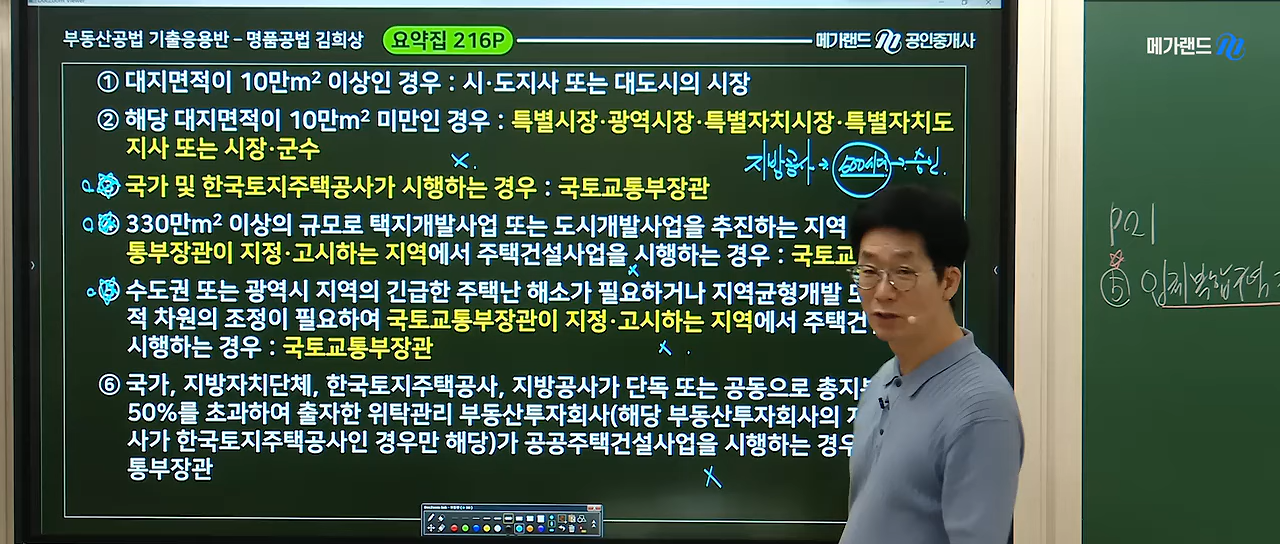 부동산공법 기출응용반 – 명품공법 김희상 요약집 216P 메가랜드 공인중개사
메가랜드
① 대지면적이 10만m² 이상인 경우 : 시·도지사 또는 대도시의 시장
② 해당 대지면적이 10만m² 미만인 경우 : 특별시장·광역시장·특별자치시장·특별자치도
지사 또는 시장·군수
지방공사 → → 승인
③ 국가 및 한국토지주택공사가 시행하는 경우 : 국토교통부장관
④ 330만m² 이상의 규모로 택지개발사업 또는 도시개발사업을 추진하는 지역
통부장관이 지정·고시하는 지역에서 주택건설사업을 시행하는 경우 : 국토교
⑤ 수도권 또는 광역시 지역의 긴급한 주택난 해소가 필요하거나 지역균형개발
적 차원의 조정이 필요하여 국토교통부장관이 지정·고시하는 지역에서 주택건
시행하는 경우 : 국토교통부장관
⑥ 국가, 지방자치단체, 한국토지주택공사, 지방공사가 단독 또는 공동으로 총지분
50%를 초과하여 출자한 위탁관리 부동산투자회사(해당 부동산투자회사의 자
사가 한국토지주택공사인 경우만 해당)가 공공주택건설사업을 시행하는 경우
통부장관
P21
⑤